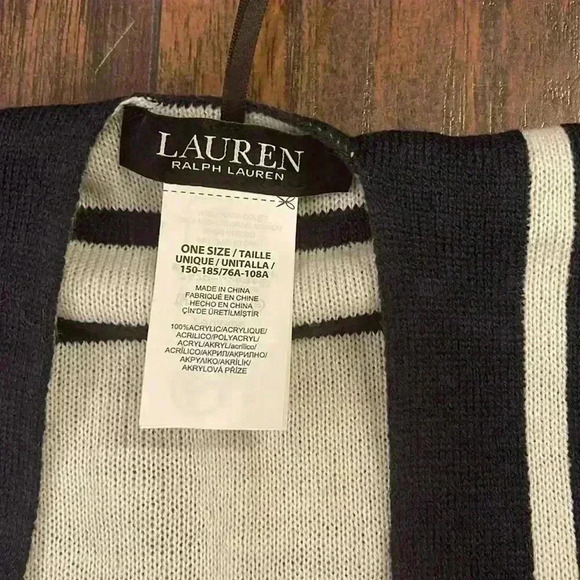 LAUREN
RALPH LAUREN
ONE SIZE / TAILLE
UNIQUE / UNITALLA /
150-185/76A-108A
MADE IN CHINA
FABRIQUÉ EN CHINE
HECHO EN CHINA
ÇİN'DE ÜRETİLMİŞTİR
100%ACRYLIC/ACRYLIQUE/
ACRILICO/POLYACRYL/
ACRYL/AKRYL/acrílico/
ACRÍLICO/АКРИЛ/АКРИЛНО/
ΑΚΡΥΛΙΚΟ/AKRİLİK/
AKRYLOVÁ PŘÍZE